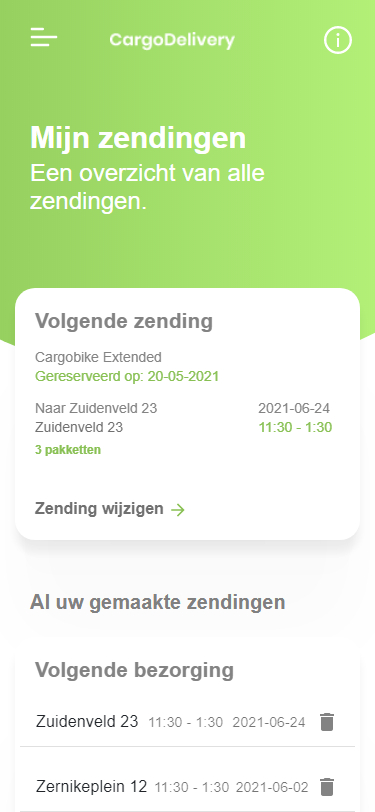 CargoDelivery
Mijn zendingen
Een overzicht van alle
zendingen.
Volgende zending
Cargobike Extended
Gereserveerd op: 20-05-2021
Naar Zuidenveld 23 2021-06-24
Zuidenveld 23 11:30 - 1:30
3 pakketten
Zending wijzigen
Al uw gemaakte zendingen
Volgende bezorging
Zuidenveld 23 11:30 - 1:30 2021-06-24
Zernikeplein 12 11:30 - 1:30 2021-06-02